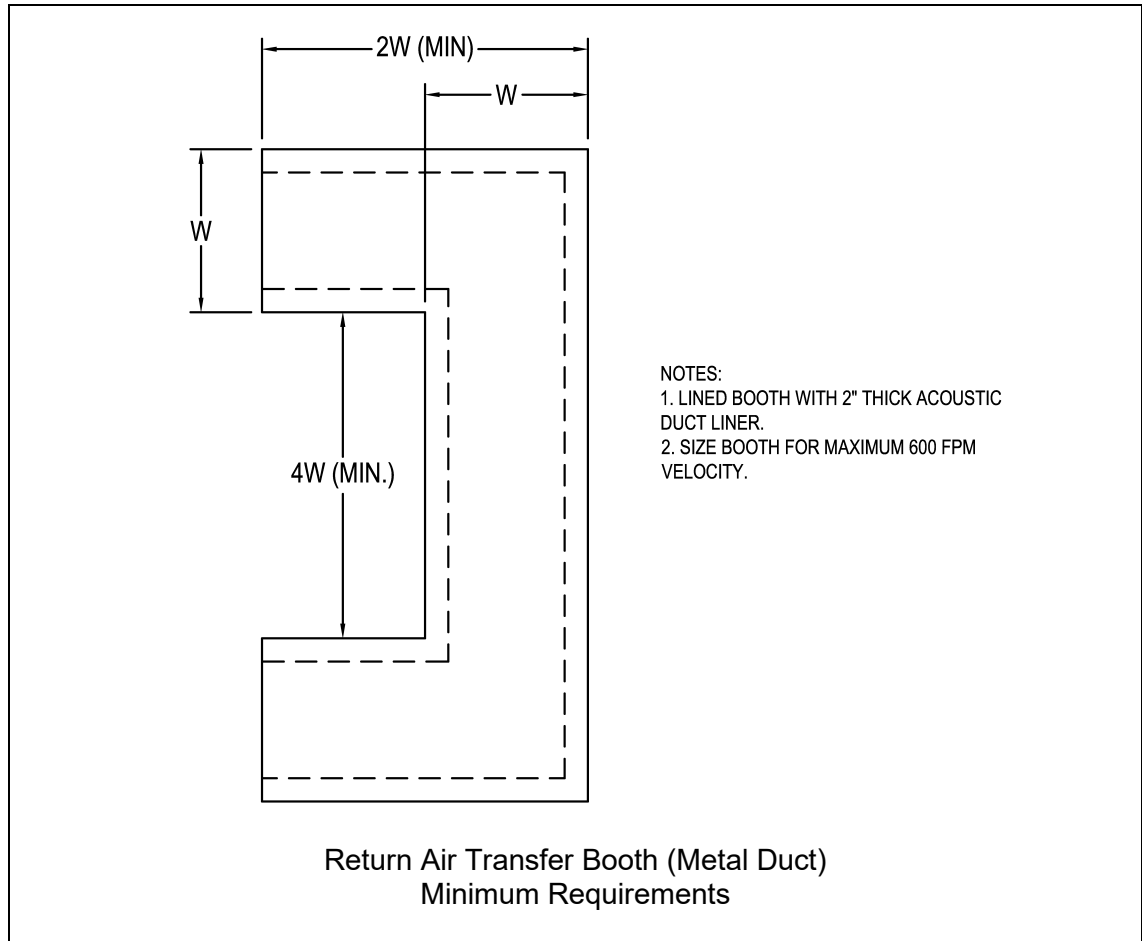 2W (MIN)
W
W
4W (MIN.)
NOTES:
1. LINED BOOTH WITH 2" THICK ACOUSTIC
DUCT LINER.
2. SIZE BOOTH FOR MAXIMUM 600 FPM
VELOCITY.
Return Air Transfer Booth (Metal Duct)
Minimum Requirements